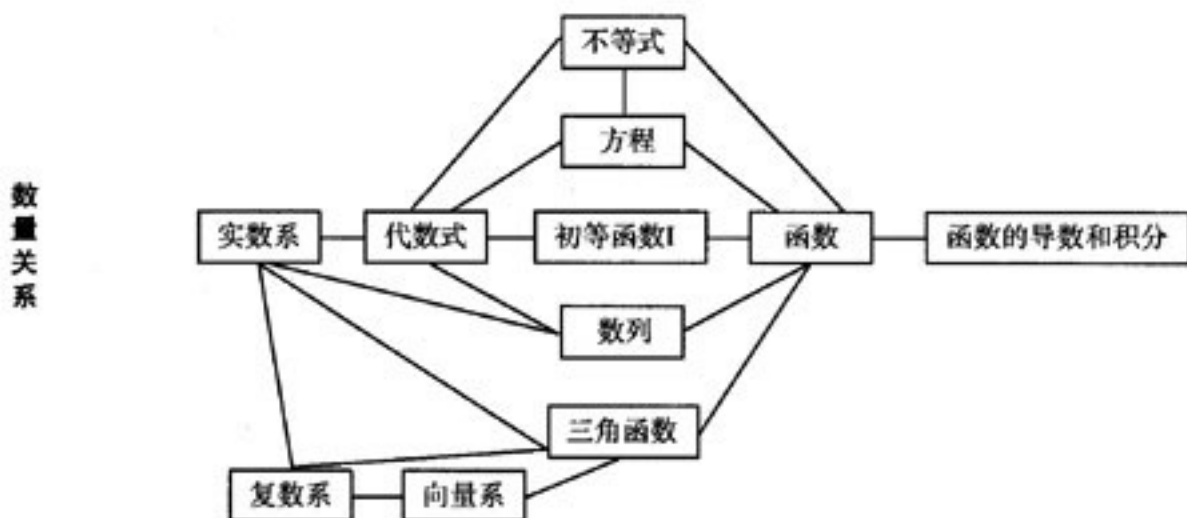 不等式
方程
数量关系
实数系 代数式 初等函数I 函数 函数的导数和积分
数列
三角函数
复数系 向量系